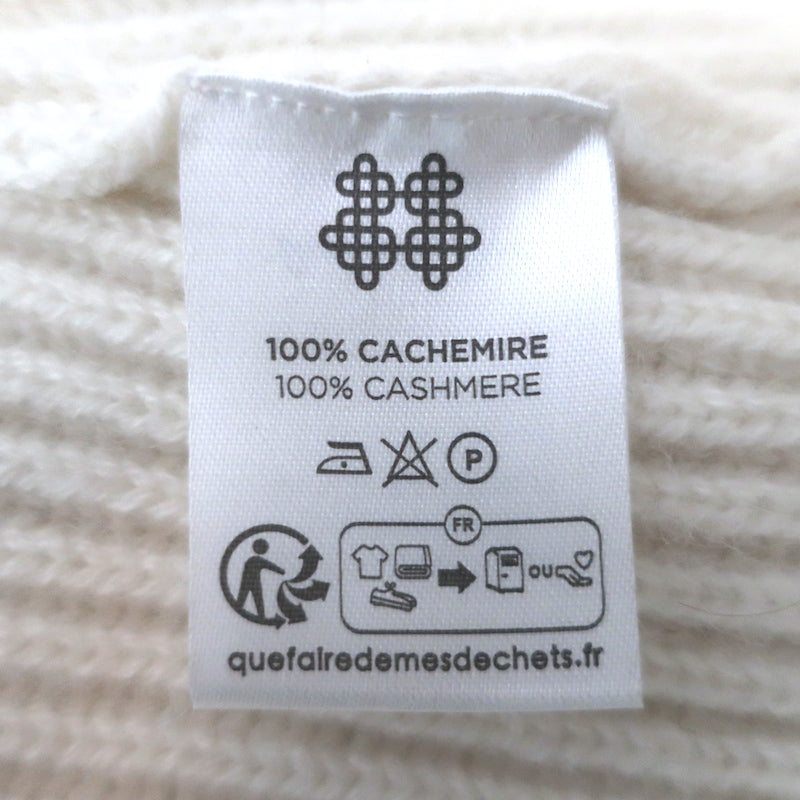 100% CACHEMIRE
100% CASHMERE
P
FR
OU
quefairedemesdechets.fr